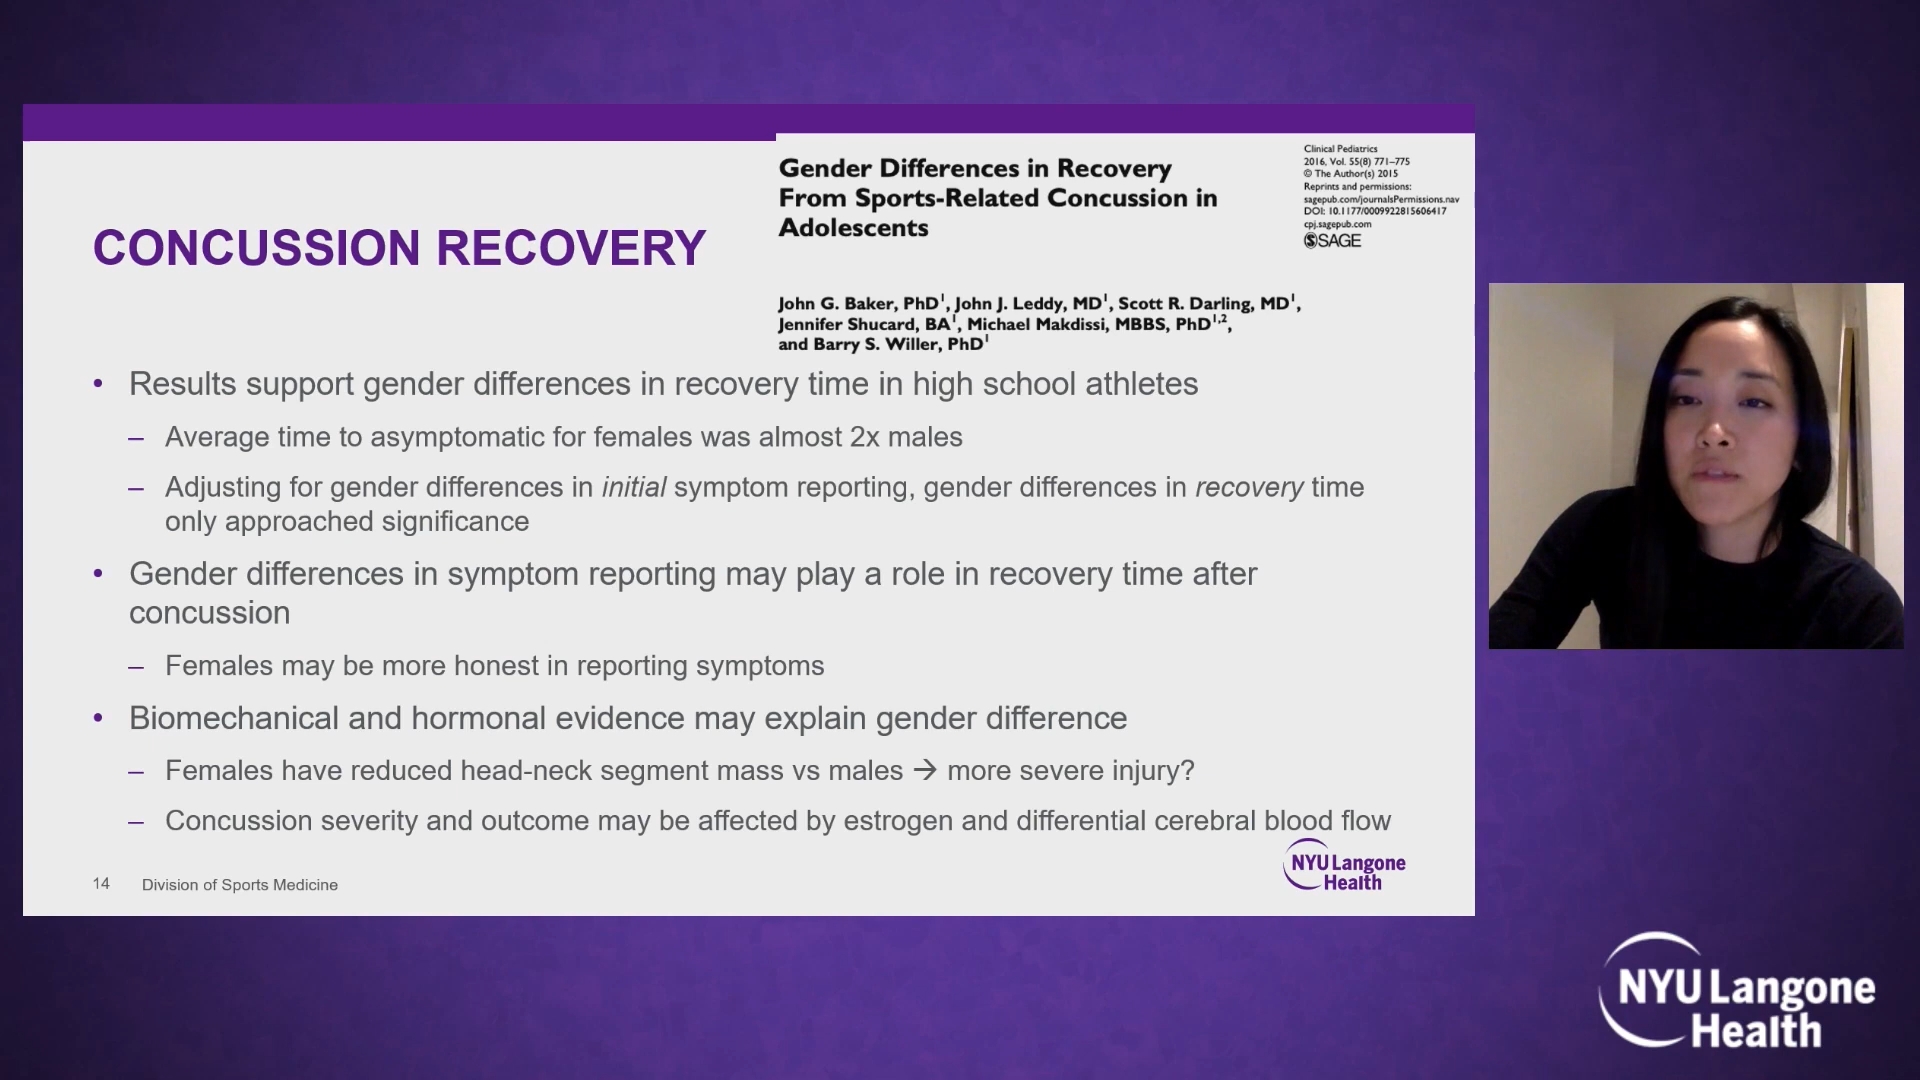 Gender Differences in Recovery
From Sports-Related Concussion in
Adolescents
Clinical Pediatrics
2016, Vol. 55(8) 771–775
© The Author(s) 2015
Reprints and permissions:
sagepub.com/journalsPermissions.nav
DOI: 10.1177/0009922815606417
cpj.sagepub.com
SAGE
CONCUSSION RECOVERY
John G. Baker, PhD1, John J. Leddy, MD1, Scott R. Darling, MD1,
Jennifer Shucard, BA1, Michael Makdissi, MBBS, PhD1,2,
and Barry S. Willer, PhD1
• Results support gender differences in recovery time in high school athletes
– Average time to asymptomatic for females was almost 2x males
– Adjusting for gender differences in initial symptom reporting, gender differences in recovery time
only approached significance
• Gender differences in symptom reporting may play a role in recovery time after
concussion
– Females may be more honest in reporting symptoms
• Biomechanical and hormonal evidence may explain gender difference
– Females have reduced head-neck segment mass vs males → more severe injury?
– Concussion severity and outcome may be affected by estrogen and differential cerebral blood flow
14 Division of Sports Medicine
NYU Langone
Health
NYU Langone
Health